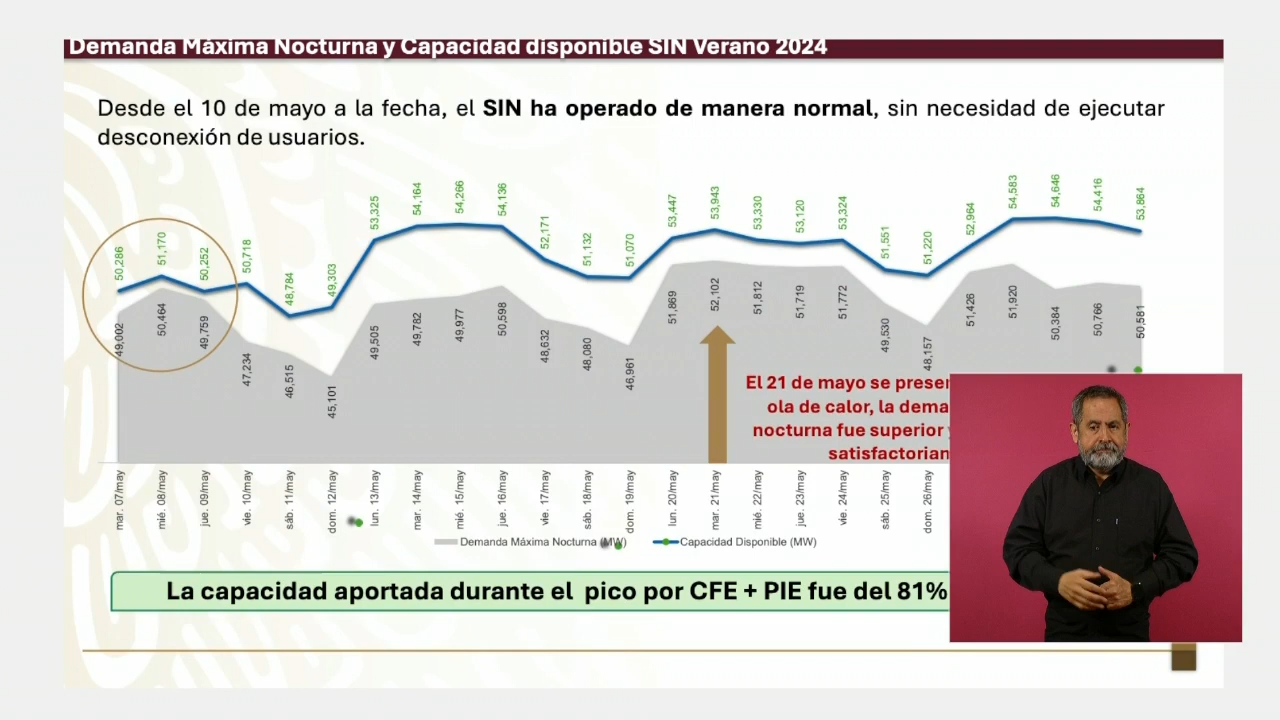 Demanda Máxima Nocturna y Capacidad disponible SIN Verano 2024
Desde el 10 de mayo a la fecha, el SIN ha operado de manera normal, sin necesidad de ejecutar
desconexión de usuarios.
50,286
51,170
50,252
50,718
48,784
49,303
53,325
54,164
54,266
54,136
52,171
51,132
51,070
53,447
53,943
53,330
53,120
53,324
51,551
51,220
52,964
54,583
54,646
54,416
53,864
49,002
50,464
49,759
47,234
46,515
45,101
49,505
49,782
49,977
50,598
48,632
48,080
46,961
51,869
52,102
51,812
51,719
51,772
49,530
48,157
51,426
51,920
50,384
50,766
50,581
El 21 de mayo se presen
ola de calor, la dema
nocturna fue superior y
satisfactorian
mar. 07/may
mié. 08/may
jue. 09/may
vie. 10/may
sáb. 11/may
dom. 12/may
lun. 13/may
mar. 14/may
mié. 15/may
jue. 16/may
vie. 17/may
sáb. 18/may
dom. 19/may
lun. 20/may
mar. 21/may
mié. 22/may
jue. 23/may
vie. 24/may
sáb. 25/may
dom. 26/may
Demanda Máxima Nocturna (MW)
Capacidad Disponible (MW)
La capacidad aportada durante el pico por CFE + PIE fue del 81%